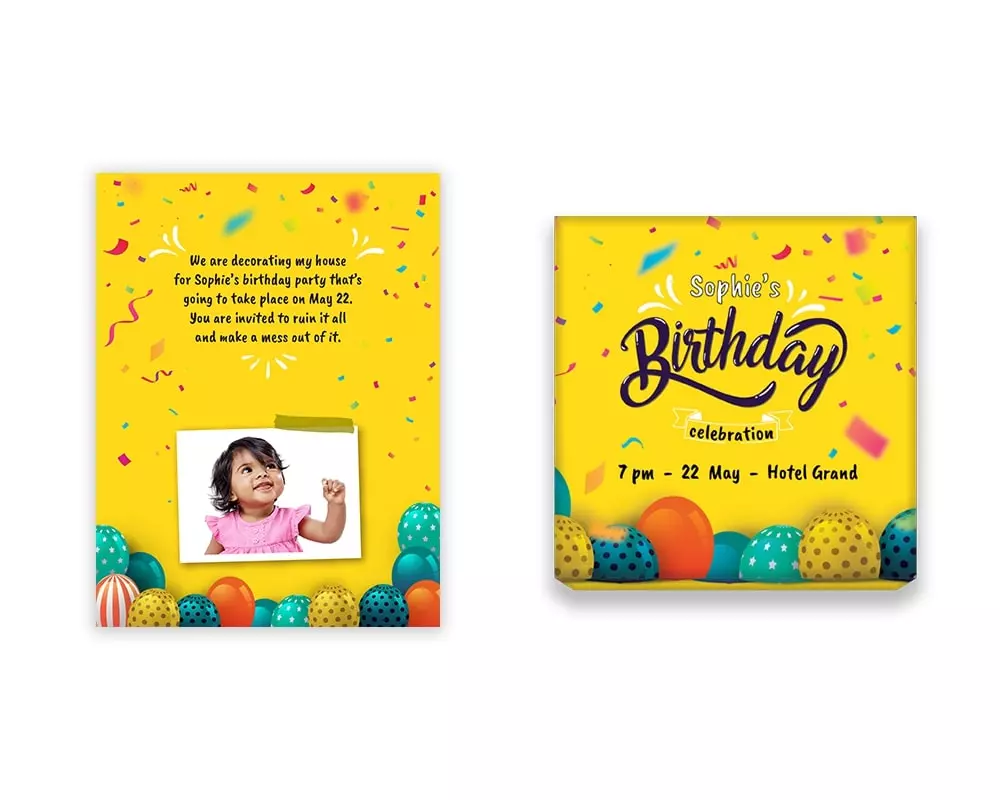 We are decorating my house
for Sophie's birthday party that's
going to take place on May 22.
You are invited to ruin it all
and make a mess out of it.
Sophie's
Birthday
celebration
7 pm - 22 May - Hotel Grand